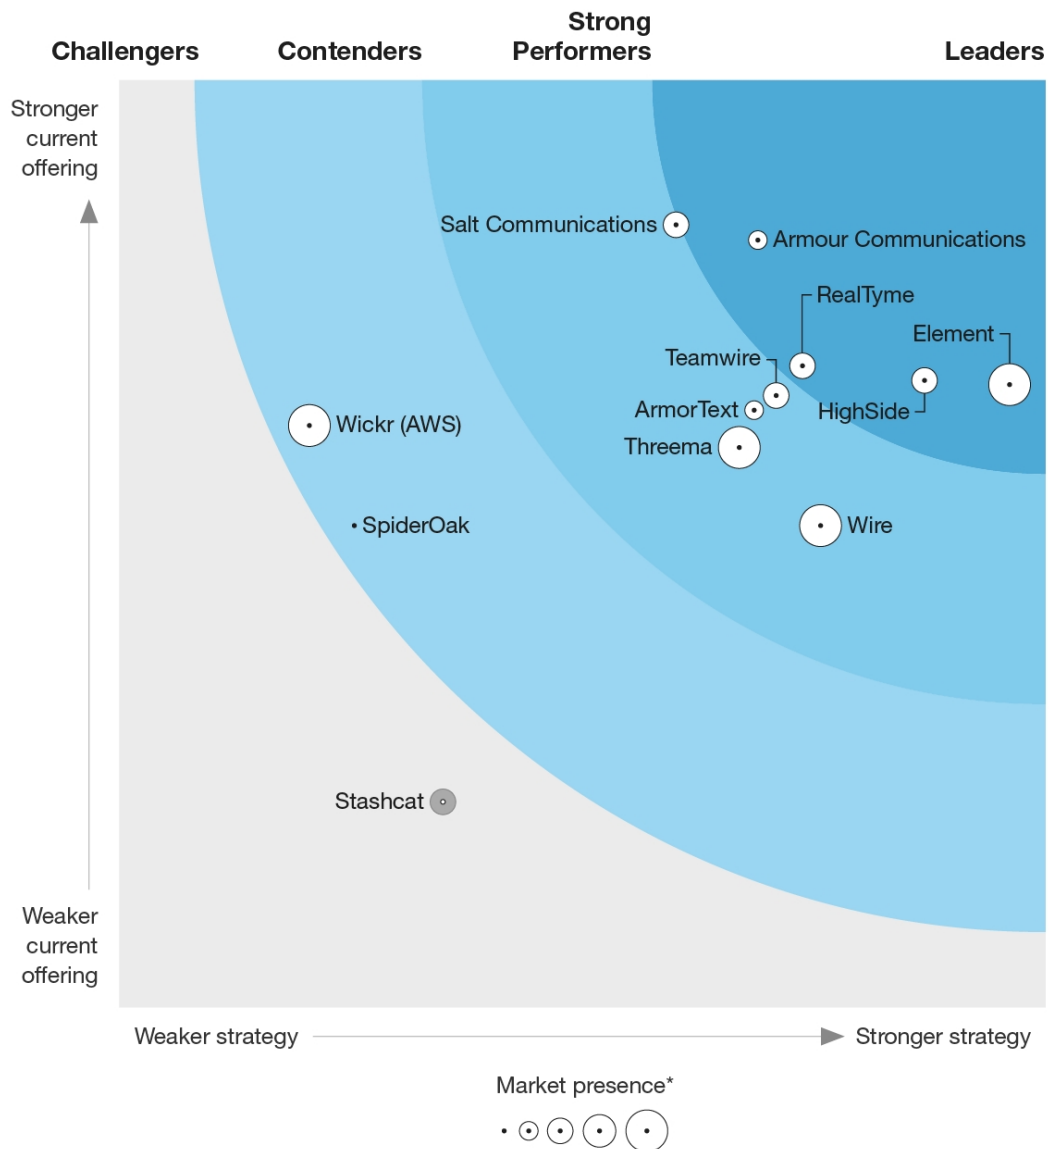 Strong
Challengers Contenders Performers Leaders
Stronger
current
offering
Salt Communications
Armour Communications
RealTyme
Element
Teamwire
ArmorText
HighSide
Wickr (AWS)
Threema
SpiderOak
Wire
Stashcat
Weaker
current
offering
Weaker strategy Stronger strategy
Market presence*